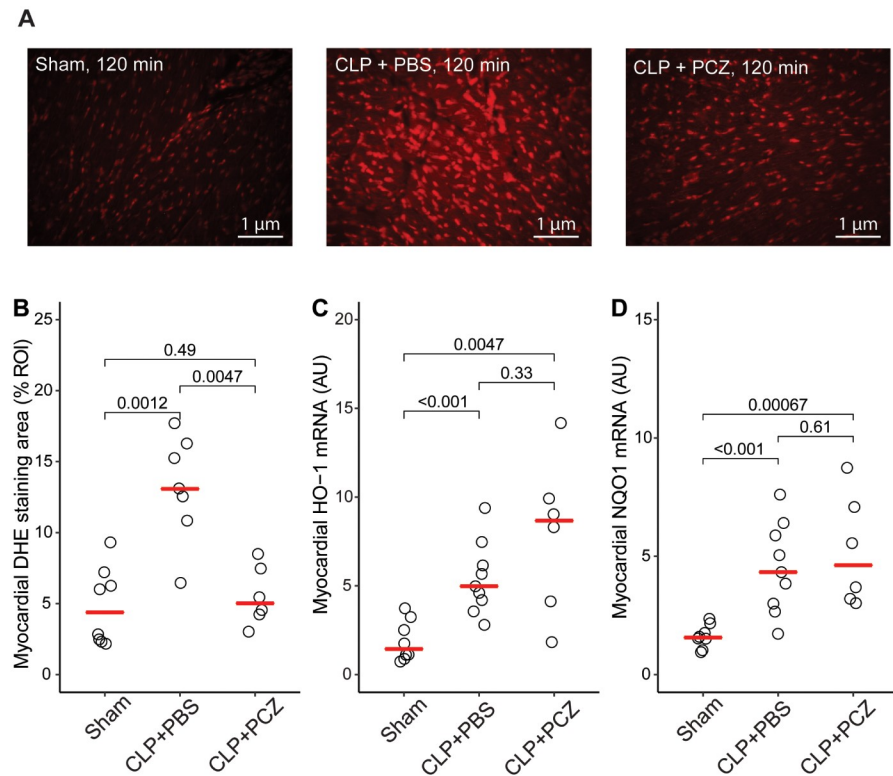 A
Sham, 120 min
CLP + PBS, 120 min
CLP + PCZ, 120 min
1 μm
1 μm
1 μm
B
Myocardial DHE staining area (% ROI)
25
20
15
10
5
0
0.49
0.0012
0.0047
Sham
CLP+PBS
CLP+PCZ
C
Myocardial HO−1 mRNA (AU)
20
15
10
5
0
0.0047
0.33
<0.001
Sham
CLP+PBS
CLP+PCZ
D
Myocardial NQO1 mRNA (AU)
15
10
5
0
0.00067
0.61
<0.001
Sham
CLP+PBS
CLP+PCZ